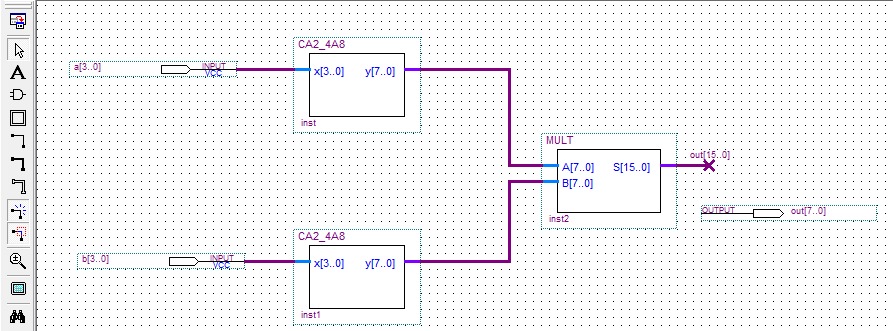 CA2_4A8
a[3..0]
INPUT
VCC
x[3..0]
y[7..0]
inst
MULT
out[15..0]
A[7..0]
S[15..0]
B[7..0]
inst2
OUTPUT
out[7..0]
CA2_4A8
b[3..0]
INPUT
VCC
x[3..0]
y[7..0]
inst1